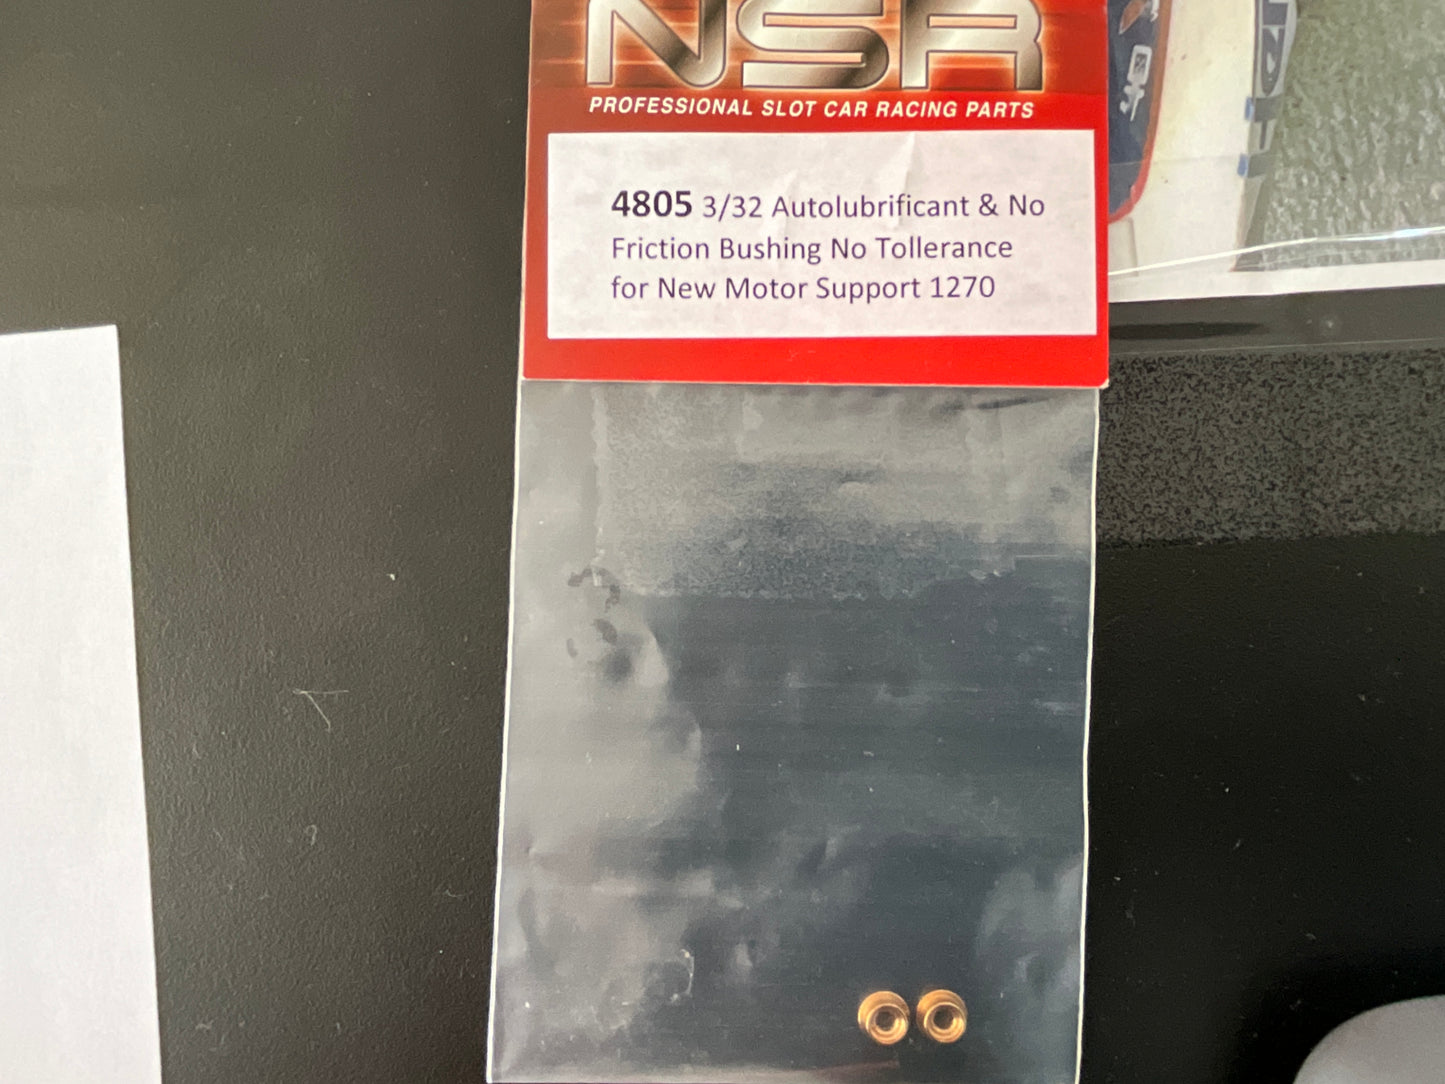 NSR
PROFESSIONAL SLOT CAR RACING PARTS
4805 3/32 Autolubrificant & No
Friction Bushing No Tollerance
for New Motor Support 1270